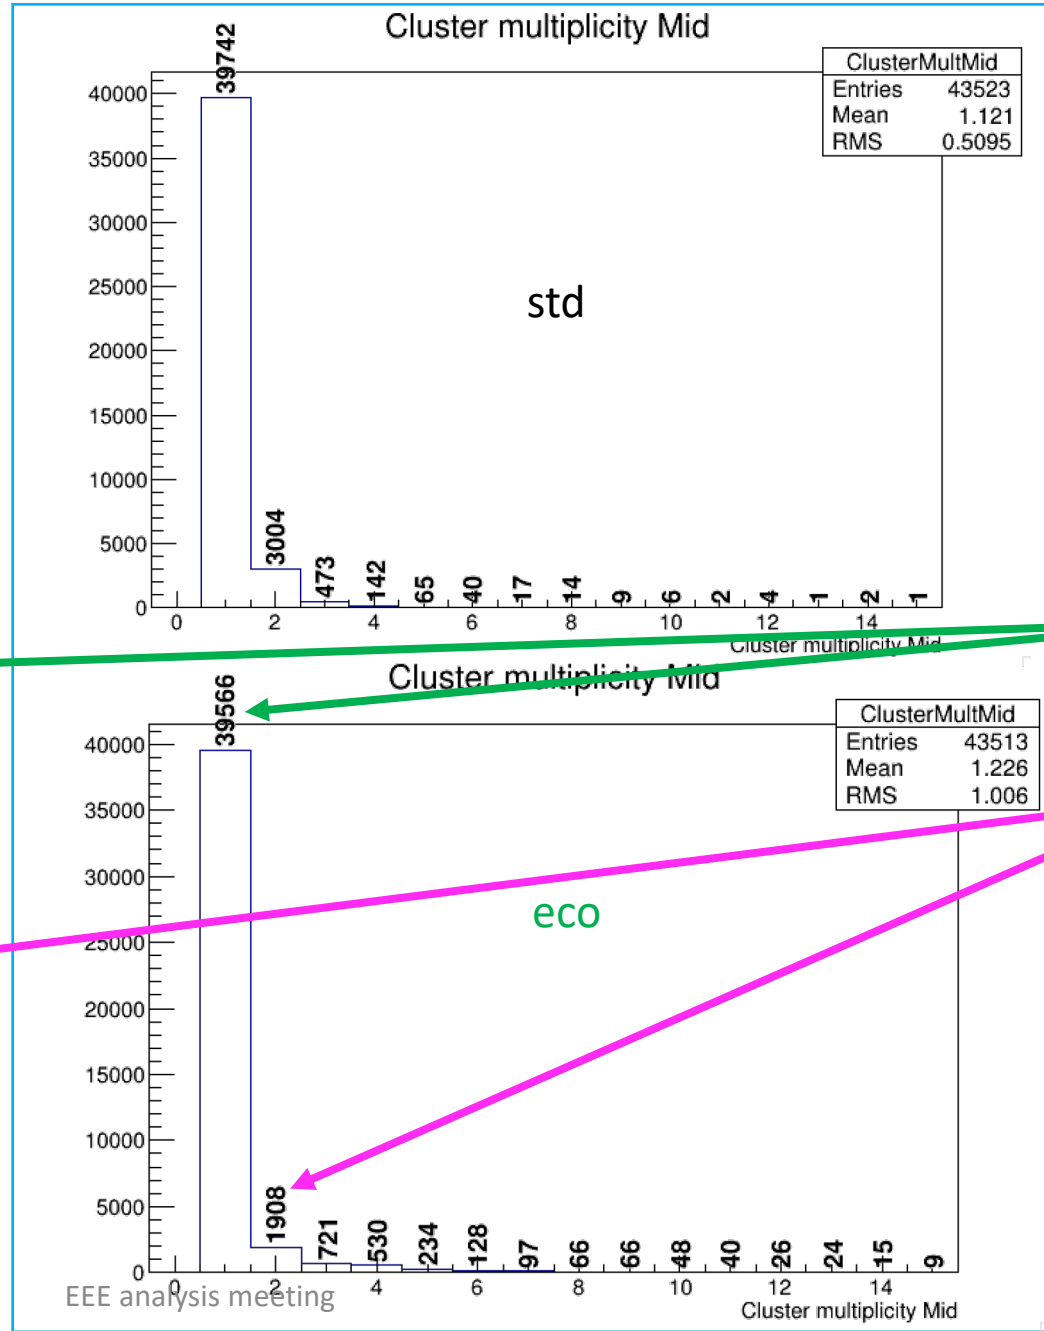 Cluster multiplicity Mid
ClusterMultMid
Entries 43523
Mean 1.121
RMS 0.5095
40000
35000
30000
25000
20000
15000
10000
5000
0
39742
3004
473
142
65
40
17
14
9
6
2
4
1
2
1
std
0 2 4 6 8 10 12 14
Cluster multiplicity Mid
Cluster multiplicity Mid
ClusterMultMid
Entries 43513
Mean 1.226
RMS 1.006
40000
35000
30000
25000
20000
15000
10000
5000
0
39566
1908
721
530
234
128
97
66
66
48
40
26
24
15
9
eco
0 2 4 6 8 10 12 14
Cluster multiplicity Mid
EEE analysis meeting